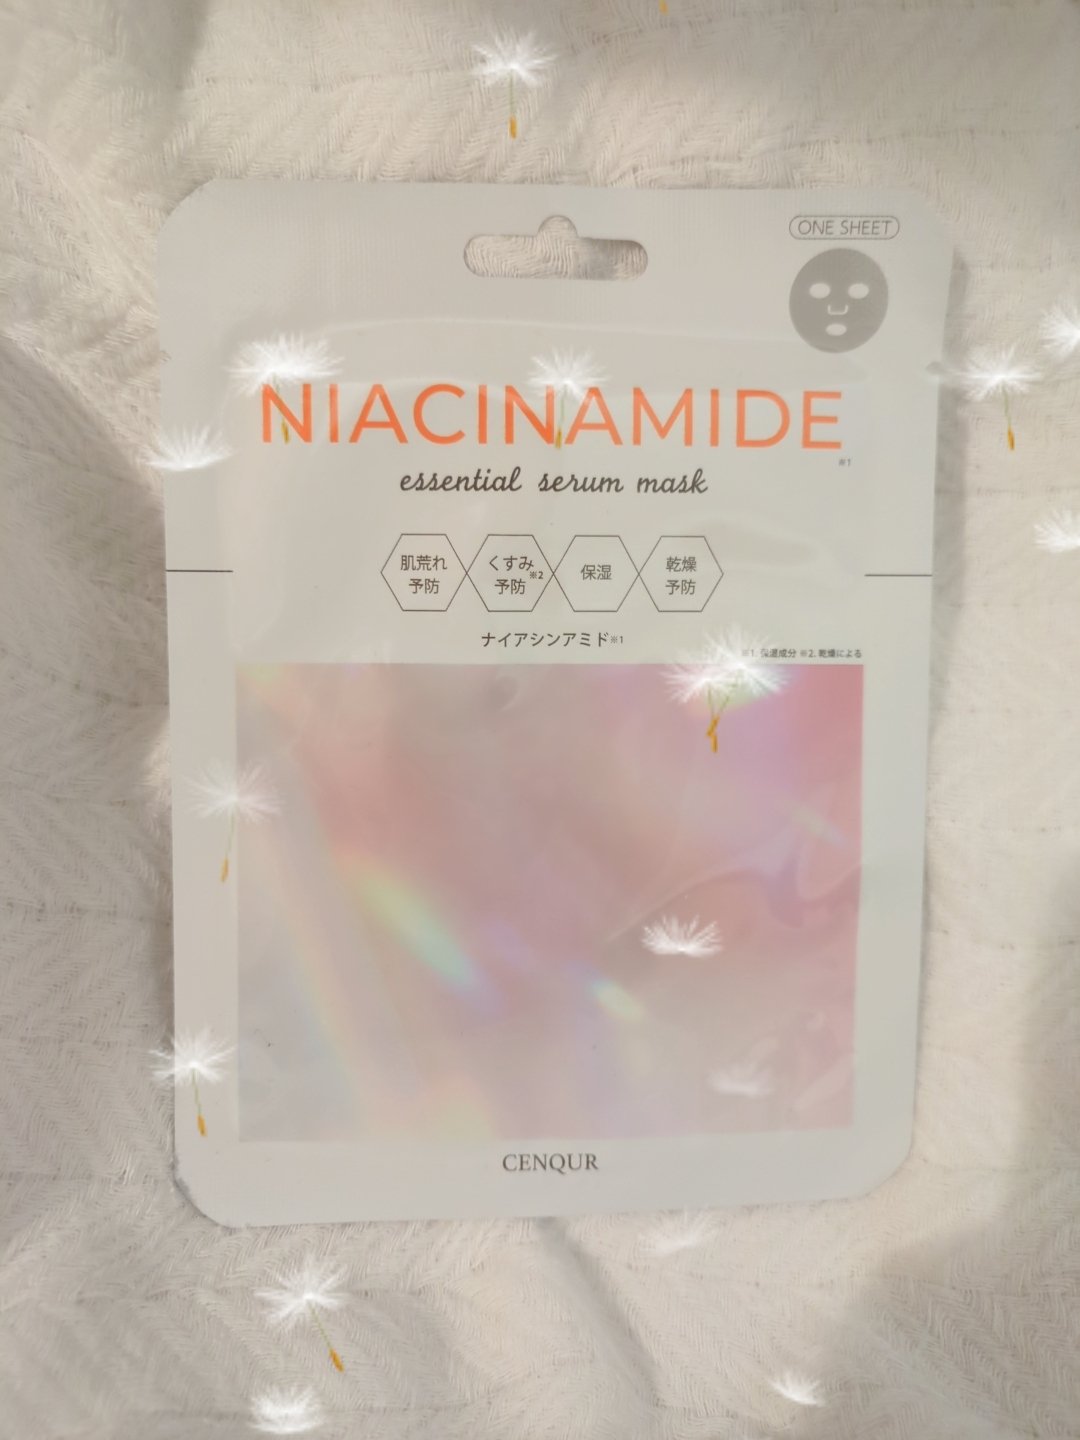 ONE SHEET
NIACINAMIDE
※1
essential serum mask
肌荒れ
予防
くすみ
予防※2
保湿
乾燥
予防
ナイアシンアミド※1
※1. 保湿成分 ※2. 乾燥による
CENQUR